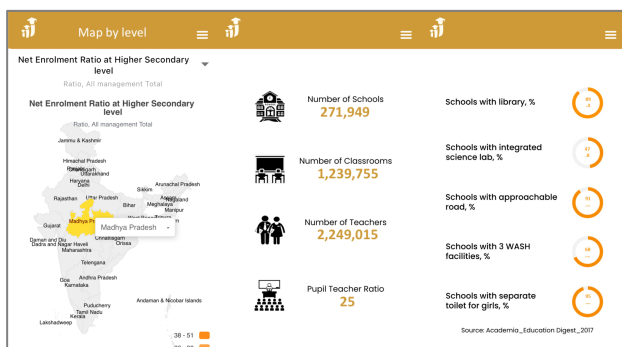 Map by level
Net Enrolment Ratio at Higher Secondary
level
Ratio, All management Total
Net Enrolment Ratio at Higher Secondary
level
Ratio, All management Total
Jammu & Kashmir
Himachal Pradesh
Uttarakhand
Haryana
Delhi
Arunachal Pradesh
Sikkim
Rajasthan
Uttar Pradesh
Nagaland
Bihar
Meghalaya
Manipur
Madhya
Gujarat
Madhya Pradesh -
Chhattisgarh
Daman and Diu
Dadra and Nagar Haveli
Orissa
Maharashtra
Telengana
Goa
Andhra Pradesh
Karnataka
Puducherry
Andaman & Nicobar Islands
Tamil Nadu
Kerala
Lakshadweep
38 - 51
Number of Schools
271,949
Number of Classrooms
1,239,755
Number of Teachers
2,249,015
Pupil Teacher Ratio
25
Schools with library, %
Schools with integrated
science lab, %
Schools with approachable
road, %
Schools with 3 WASH
facilities, %
Schools with separate
toilet for girls, %
Source: Academia_Education Digest_2017